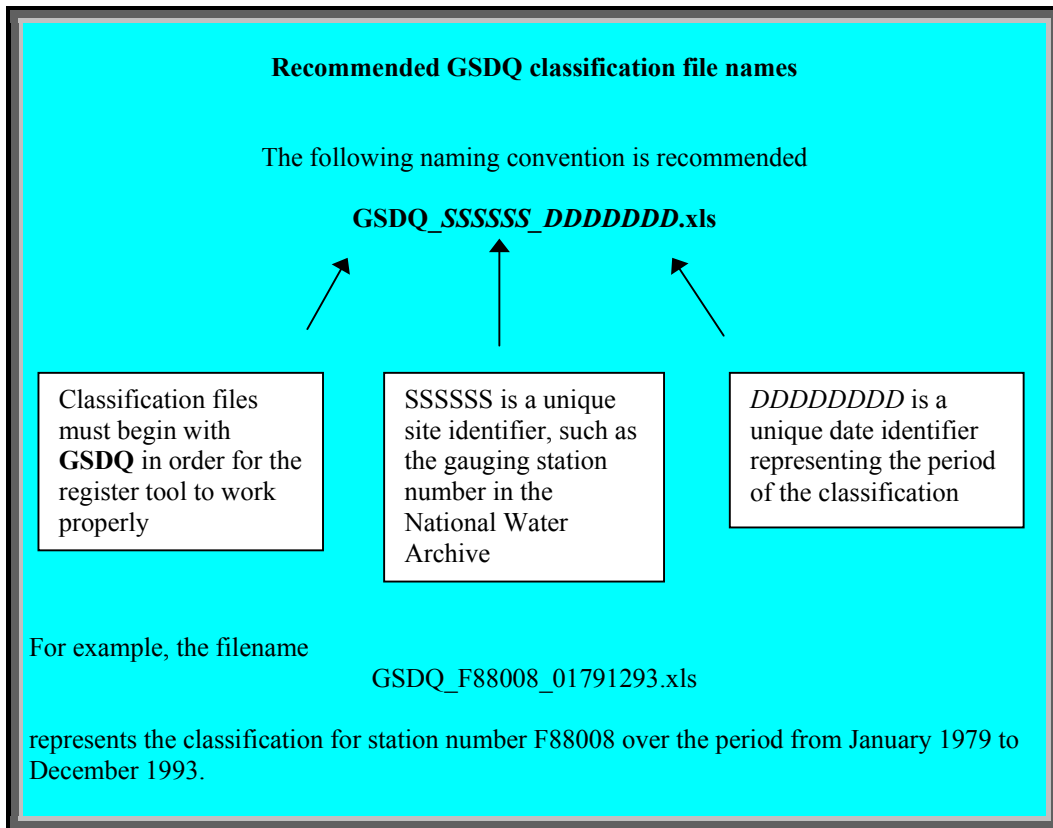 Recommended GSDQ classification file names
The following naming convention is recommended
GSDQ_SSSSSS_DDDDDDD.xls
Classification files
must begin with
GSDQ in order for the
register tool to work
properly
SSSSSS is a unique
site identifier, such as
the gauging station
number in the
National Water
Archive
DDDDDDDD is a
unique date identifier
representing the period
of the classification
For example, the filename
GSDQ_F88008_01791293.xls
represents the classification for station number F88008 over the period from January 1979 to
December 1993.